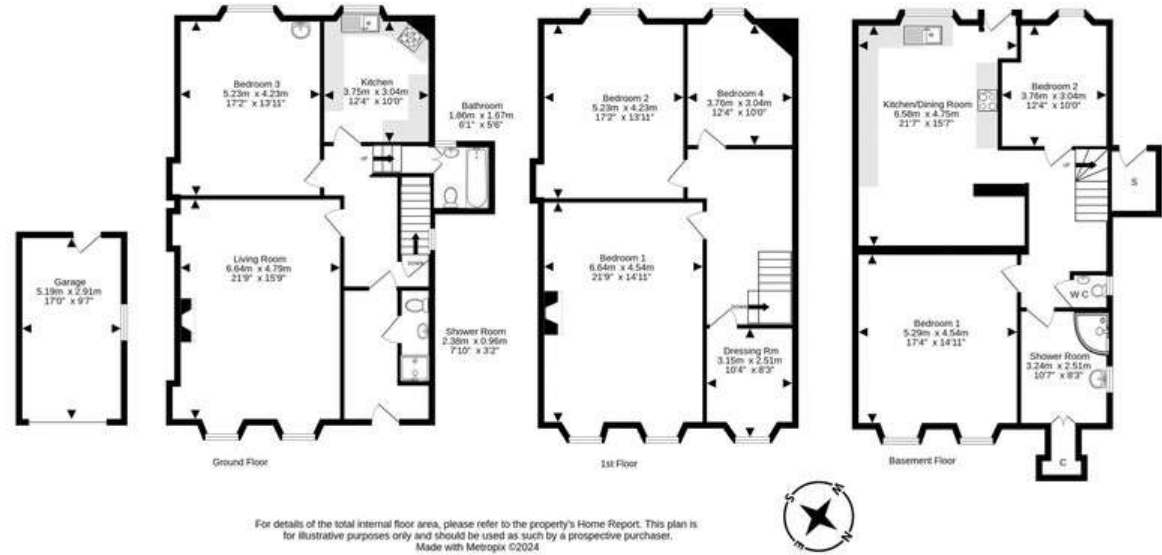 Bedroom 3
5.23m x 4.23m
17'2" x 13'11"
Kitchen
3.75m x 3.04m
12'4" x 10'0"
Bathroom
1.86m x 1.67m
6'1" x 5'6"
UP
Living Room
6.64m x 4.79m
21'9" x 15'9"
DOWN
Shower Room
2.38m x 0.96m
7'10" x 3'2"
Garage
5.19m x 2.91m
17'0" x 9'7"
Ground Floor
Bedroom 2
5.23m x 4.23m
17'2" x 13'11"
Bedroom 4
3.76m x 3.04m
12'4" x 10'0"
Bedroom 1
6.64m x 4.54m
21'9" x 14'11"
DOWN
Dressing Rm
3.15m x 2.51m
10'4" x 8'3"
1st Floor
Kitchen/Dining Room
6.58m x 4.75m
21'7" x 15'7"
Bedroom 2
3.76m x 3.04m
12'4" x 10'0"
UP
S
Bedroom 1
5.29m x 4.54m
17'4" x 14'11"
W C
Shower Room
3.24m x 2.51m
10'7" x 8'3"
C
Basement Floor
S
W
N
E
For details of the total internal floor area, please refer to the property's Home Report. This plan is
for illustrative purposes only and should be used as such by a prospective purchaser.
Made with Metropix ©2024